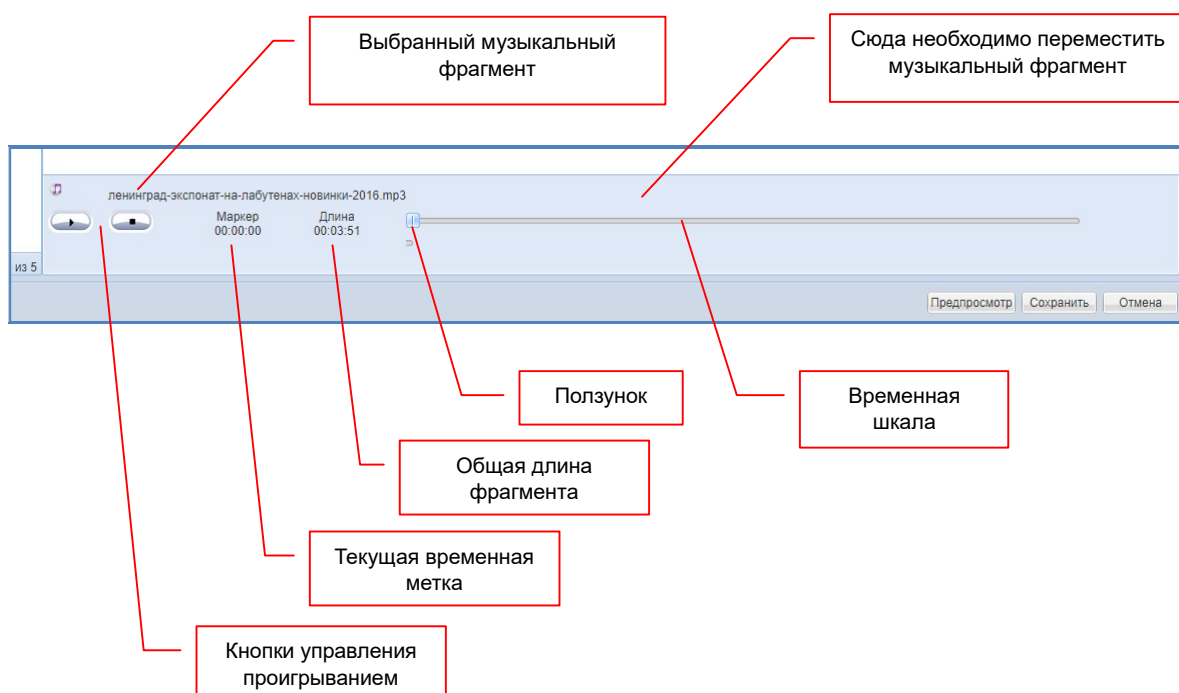 Выбранный музыкальный
фрагмент
Сюда необходимо переместить
музыкальный фрагмент
ленинград-экспонат-на-лабутенах-новинки-2016.mp3
Маркер
00:00:00
Длина
00:03:51
из 5
Предпросмотр
Сохранить
Отмена
Ползунок
Временная
шкала
Общая длина
фрагмента
Текущая временная
метка
Кнопки управления
проигрыванием